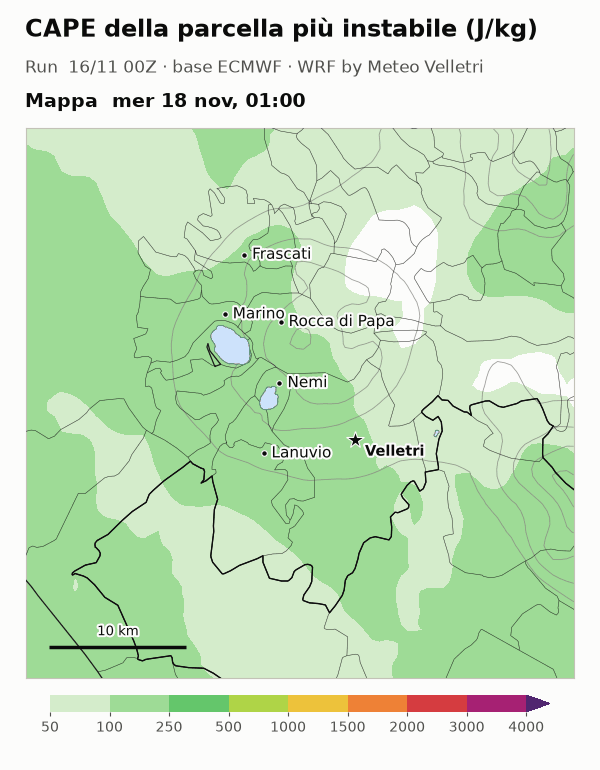 CAPE della parcella più instabile (J/kg)
Run  16/11 00Z · base ECMWF · WRF by Meteo Velletri
Mappa  mer 18 nov, 01:00
Frascati
Marino
Rocca di Papa
Nemi
Velletri
Lanuvio
10 km
50 100 250 500 1000 1500 2000 3000 4000